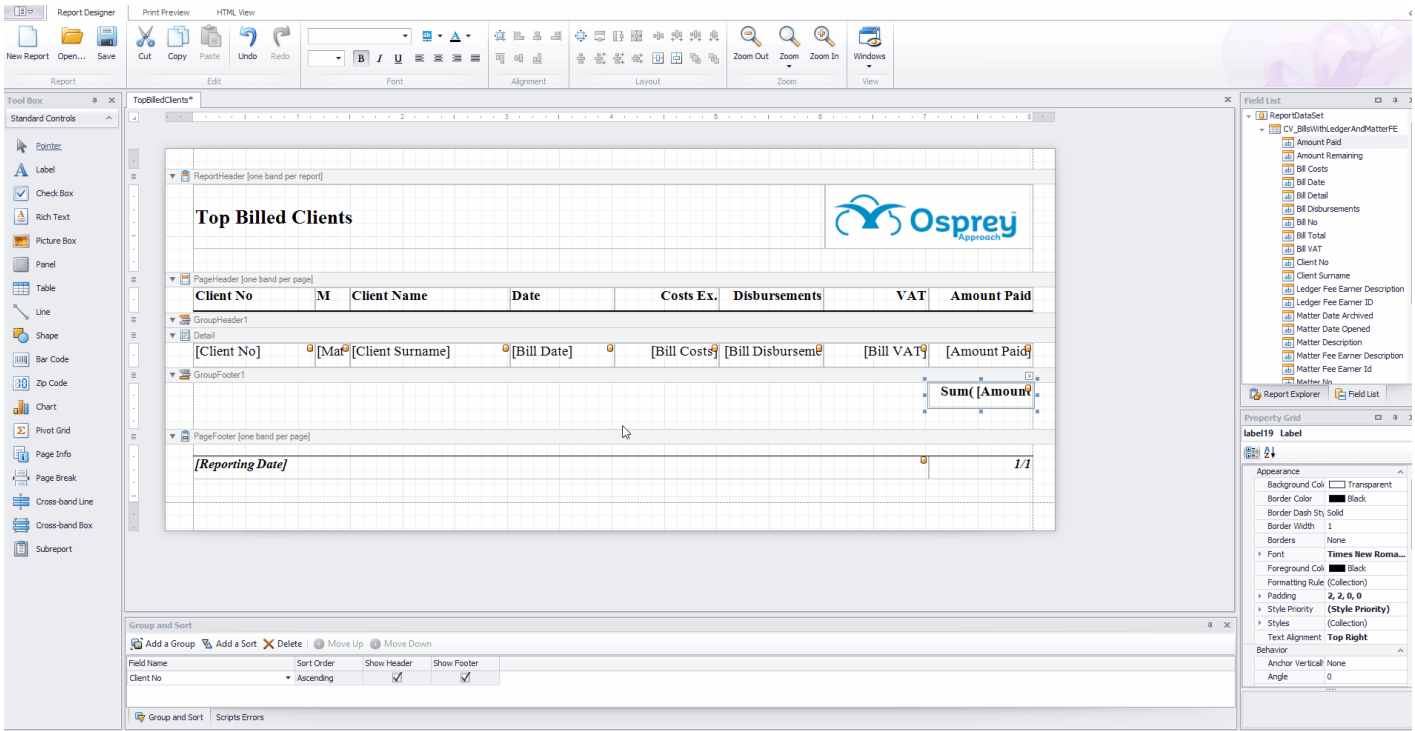 Report Designer Print Preview HTML View
New Report Open... Save Cut Copy Paste Undo Redo B I U Zoom Out Zoom Zoom In Windows
Report Edit Font Alignment Layout Zoom View
Tool Box
Standard Controls
Pointer
Label
Check Box
Rich Text
Picture Box
Panel
Table
Line
Shape
Bar Code
Zip Code
Chart
Pivot Grid
Page Info
Page Break
Cross-band Line
Cross-band Box
Subreport
TopBilledClients*
1 2 3 4 5 6 7 8
ReportHeader [one band per report]
Top Billed Clients
Osprey
Approach
PageHeader [one band per page]
Client No M Client Name Date Costs Ex. Disbursements VAT Amount Paid
GroupHeader1
Detail
[Client No] [Mat [Client Surname] [Bill Date] [Bill Costs] [Bill Disburseme [Bill VAT] [Amount Paid]
GroupFooter1
Sum( [Amount
PageFooter [one band per page]
[Reporting Date] 1/1
Group and Sort
Add a Group Add a Sort Delete Move Up Move Down
Field Name Sort Order Show Header Show Footer
Client No Ascending
Group and Sort Scripts Errors
Field List
ReportDataSet
CV_BillsWithLedgerAndMatterFE
Amount Paid
Amount Remaining
Bill Costs
Bill Date
Bill Detail
Bill Disbursements
Bill No
Bill Total
Bill VAT
Client No
Client Surname
Ledger Fee Earner Description
Ledger Fee Earner ID
Matter Date Archived
Matter Date Opened
Matter Description
Matter Fee Earner Description
Matter Fee Earner Id
Matter No
Report Explorer Field List
Property Grid
label19 Label
Appearance
Background Col Transparent
Border Color Black
Border Dash Sty Solid
Border Width 1
Borders None
Font Times New Roma...
Foreground Col Black
Formatting Rule (Collection)
Padding 2, 2, 0, 0
Style Priority (Style Priority)
Styles (Collection)
Text Alignment Top Right
Behavior
Anchor Verticall None
Angle 0